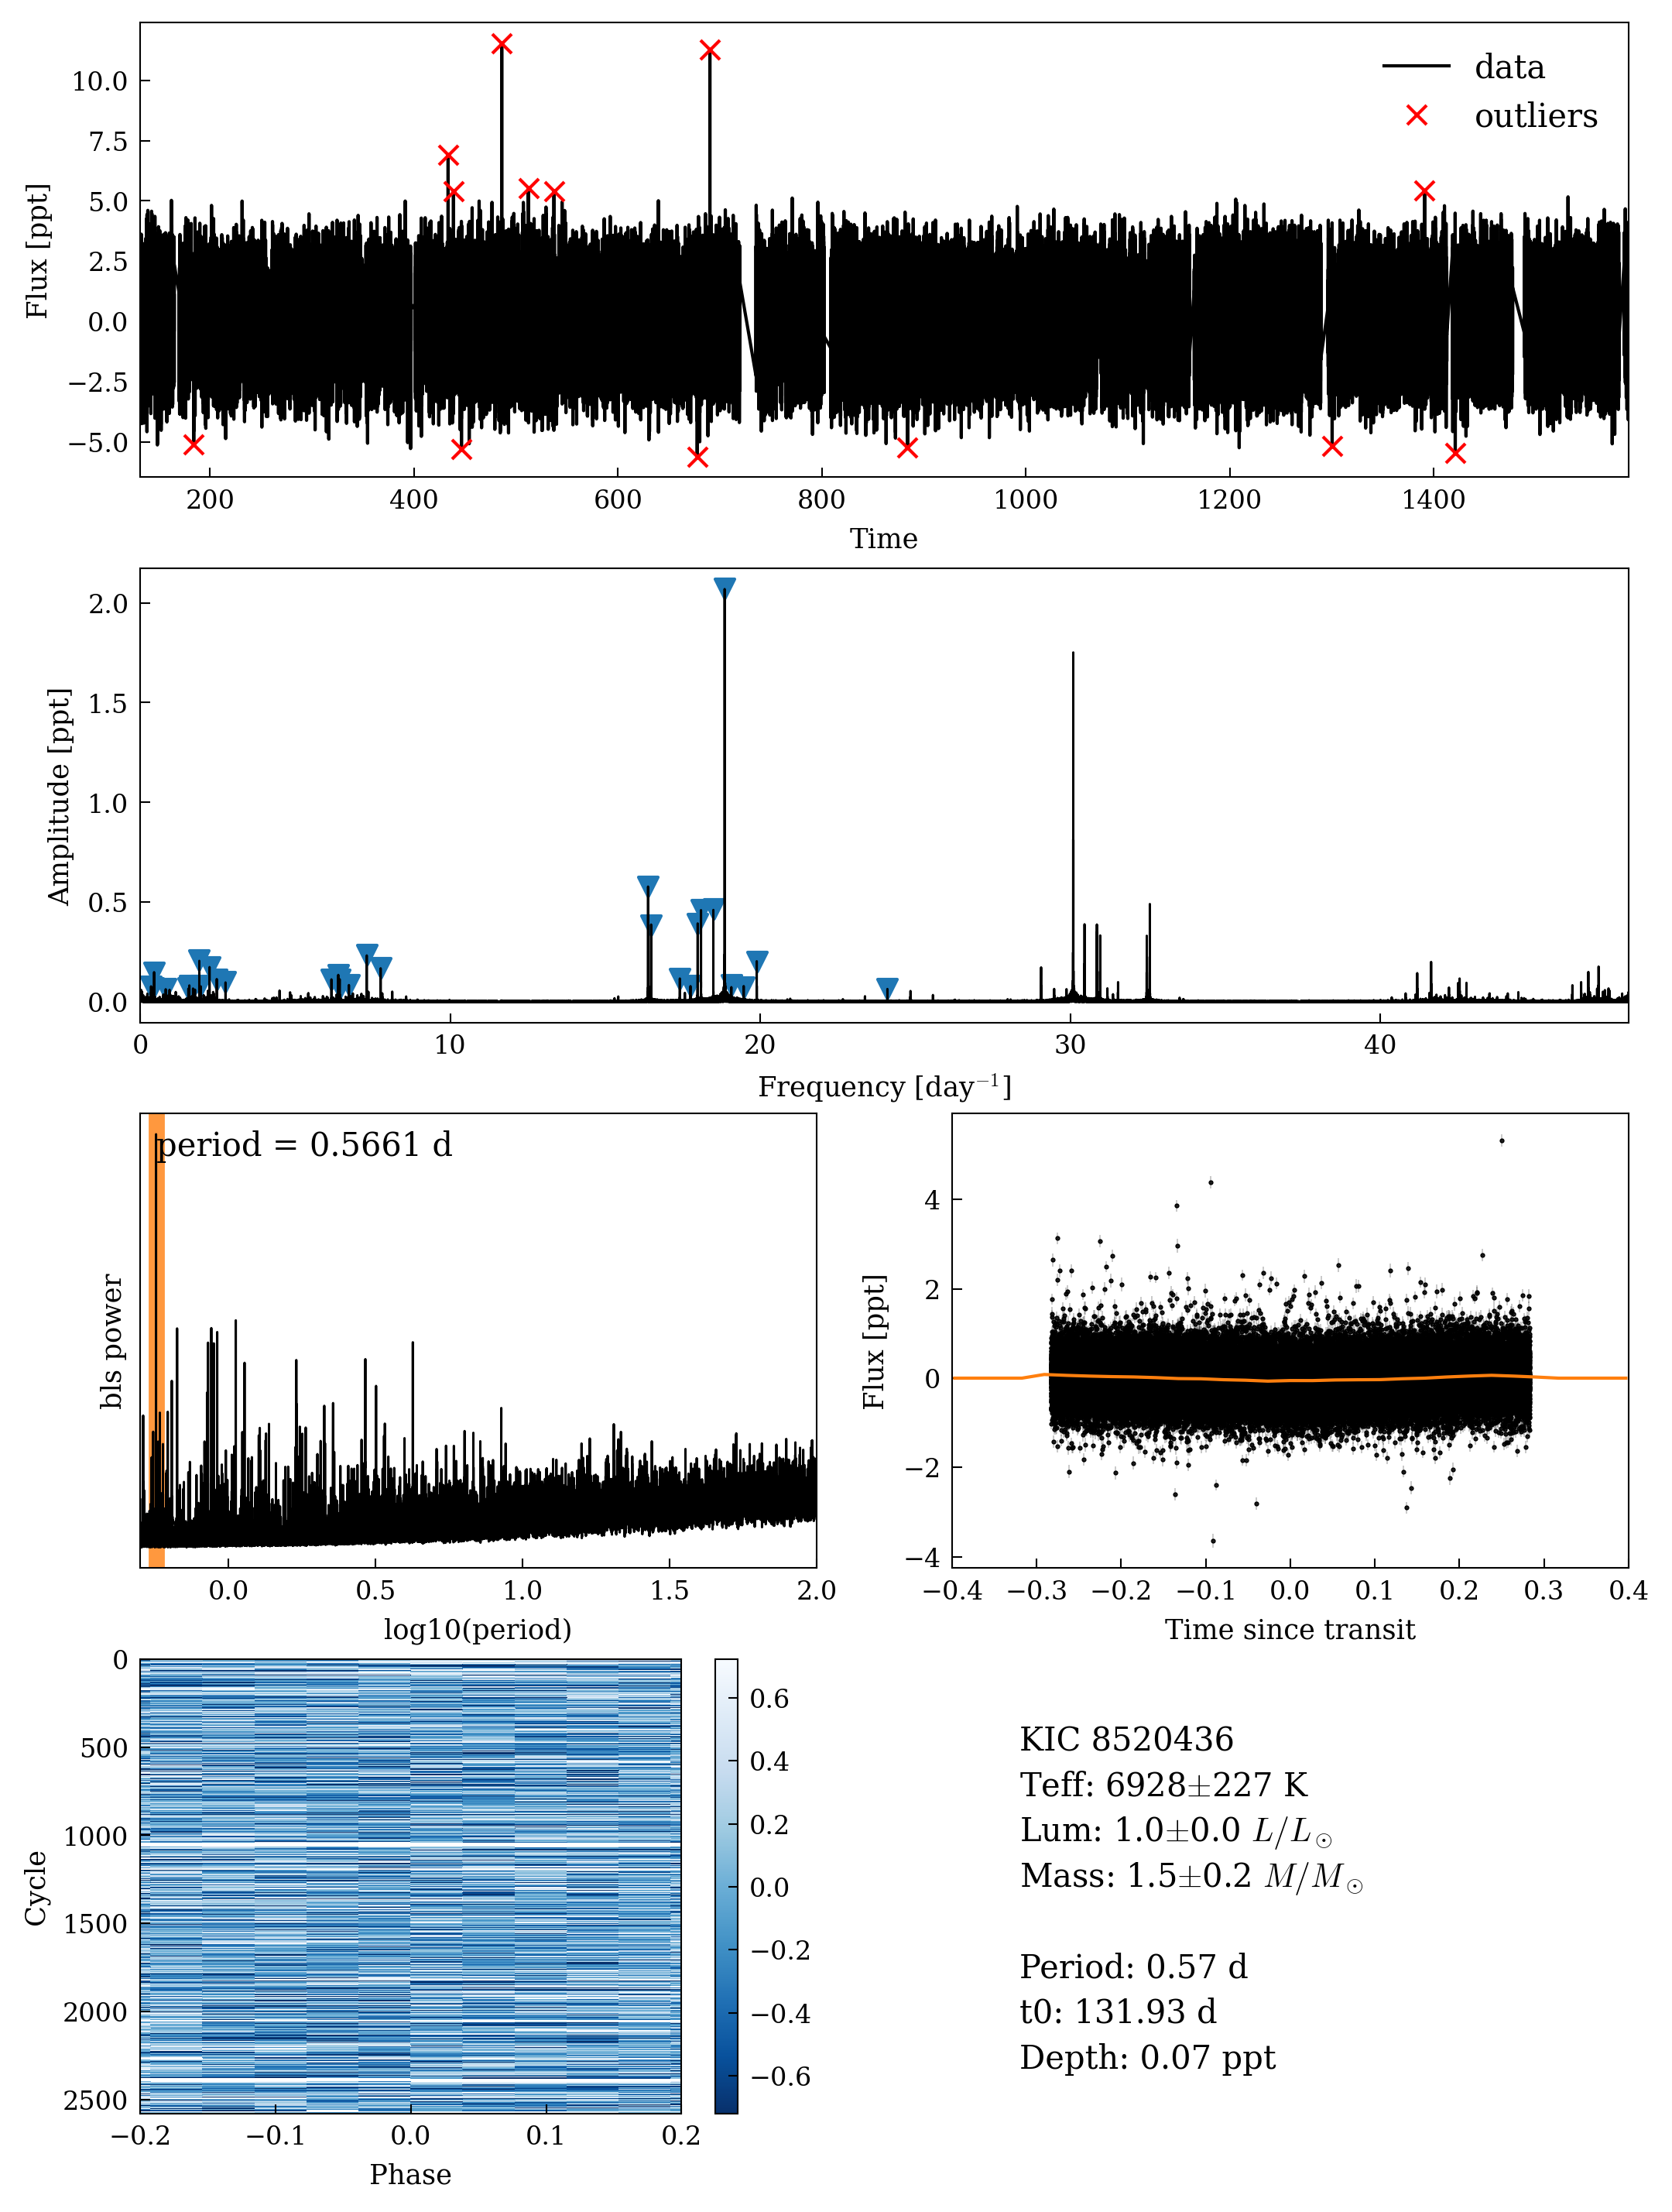 10.0
7.5
5.0
2.5
0.0
−2.5
−5.0
Flux [ppt]
data
outliers
200 400 600 800 1000 1200 1400
Time
2.0
1.5
1.0
0.5
0.0
Amplitude [ppt]
0 10 20 30 40
Frequency [day⁻¹]
period = 0.5661 d
bls power
0.0 0.5 1.0 1.5 2.0
log10(period)
4
2
0
−2
−4
Flux [ppt]
−0.4 −0.3 −0.2 −0.1 0.0 0.1 0.2 0.3 0.4
Time since transit
0
500
1000
1500
2000
2500
Cycle
−0.2 −0.1 0.0 0.1 0.2
Phase
0.6
0.4
0.2
0.0
−0.2
−0.4
−0.6
KIC 8520436
Teff: 6928±227 K
Lum: 1.0±0.0 L/L☉
Mass: 1.5±0.2 M/M☉
Period: 0.57 d
t0: 131.93 d
Depth: 0.07 ppt